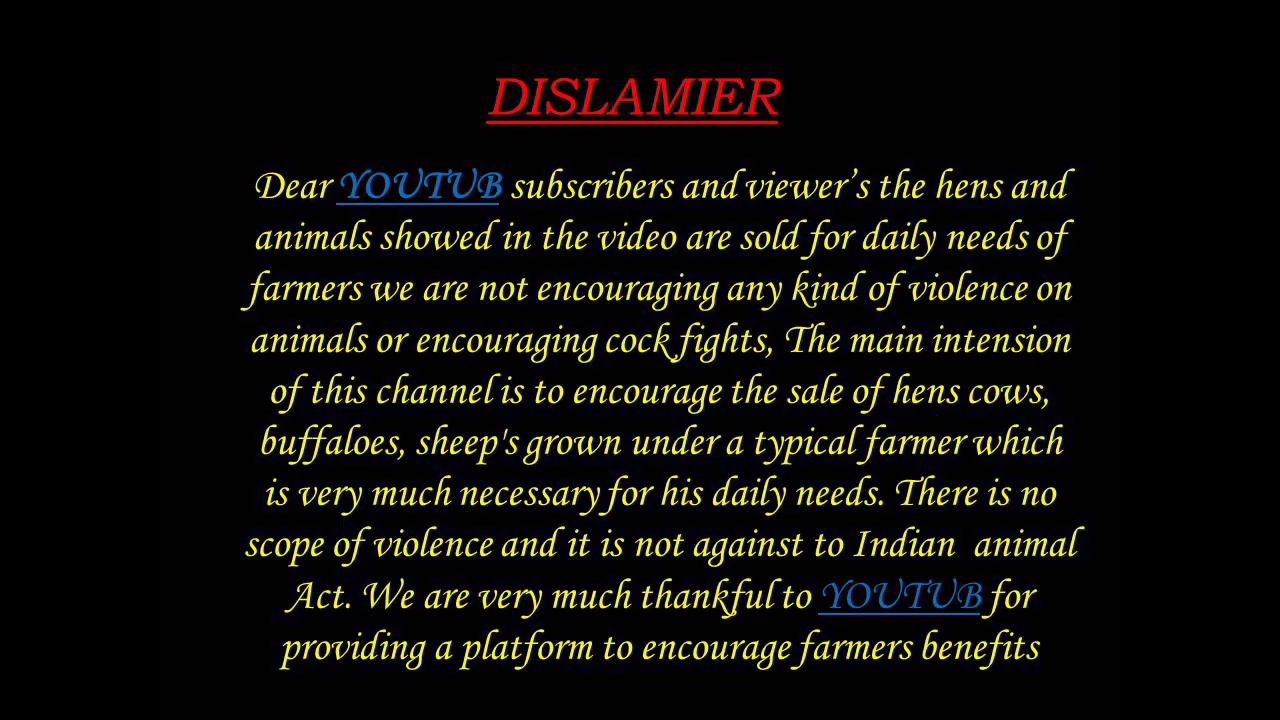 DISLAMIER
Dear YOUTUB subscribers and viewer’s the hens and
animals showed in the video are sold for daily needs of
farmers we are not encouraging any kind of violence on
animals or encouraging cock fights, The main intension
of this channel is to encourage the sale of hens cows,
buffaloes, sheep's grown under a typical farmer which
is very much necessary for his daily needs. There is no
scope of violence and it is not against to Indian  animal
Act. We are very much thankful to YOUTUB for
providing a platform to encourage farmers benefits